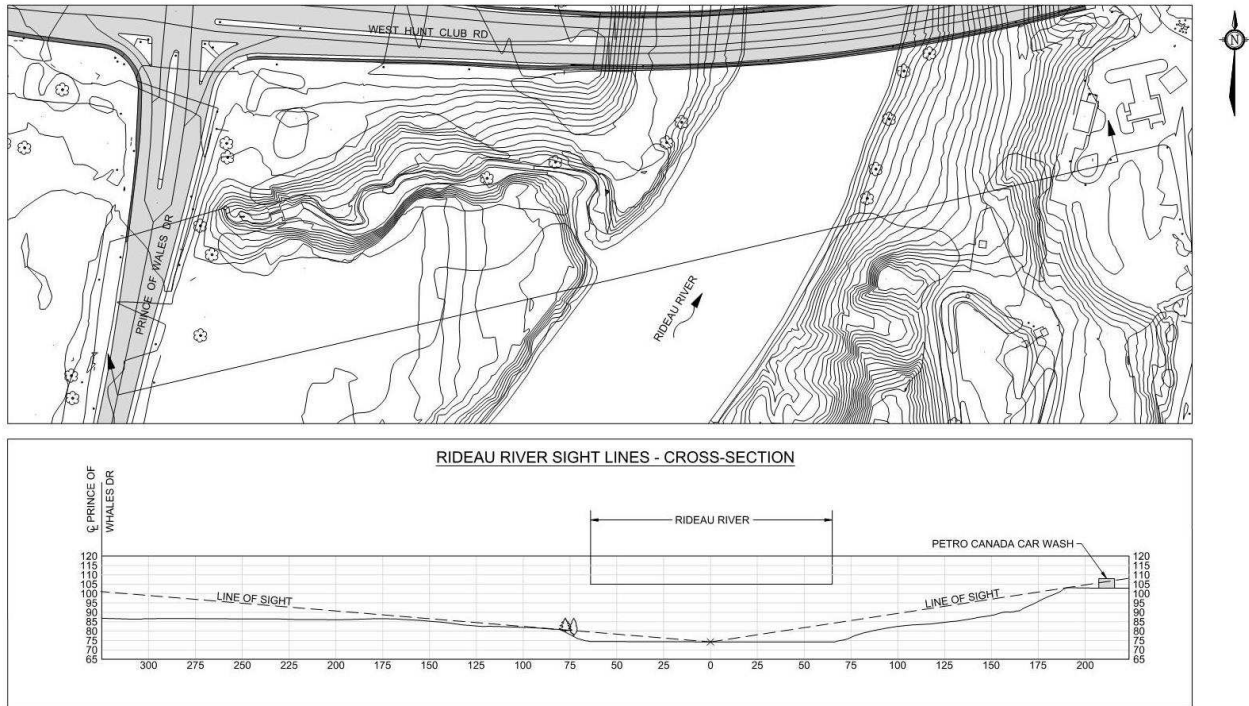 WEST HUNT CLUB RD
N
PRINCE OF WALES DR
RIDEAU RIVER
RIDEAU RIVER SIGHT LINES - CROSS-SECTION
℄ PRINCE OF
WHALES DR
RIDEAU RIVER
PETRO CANADA CAR WASH
120 120
115 115
110 110
105 105
100 100
95 95
90 90
85 85
80 80
75 75
70 70
65 65
LINE OF SIGHT
LINE OF SIGHT
300 275 250 225 200 175 150 125 100 75 50 25 0 25 50 75 100 125 150 175 200